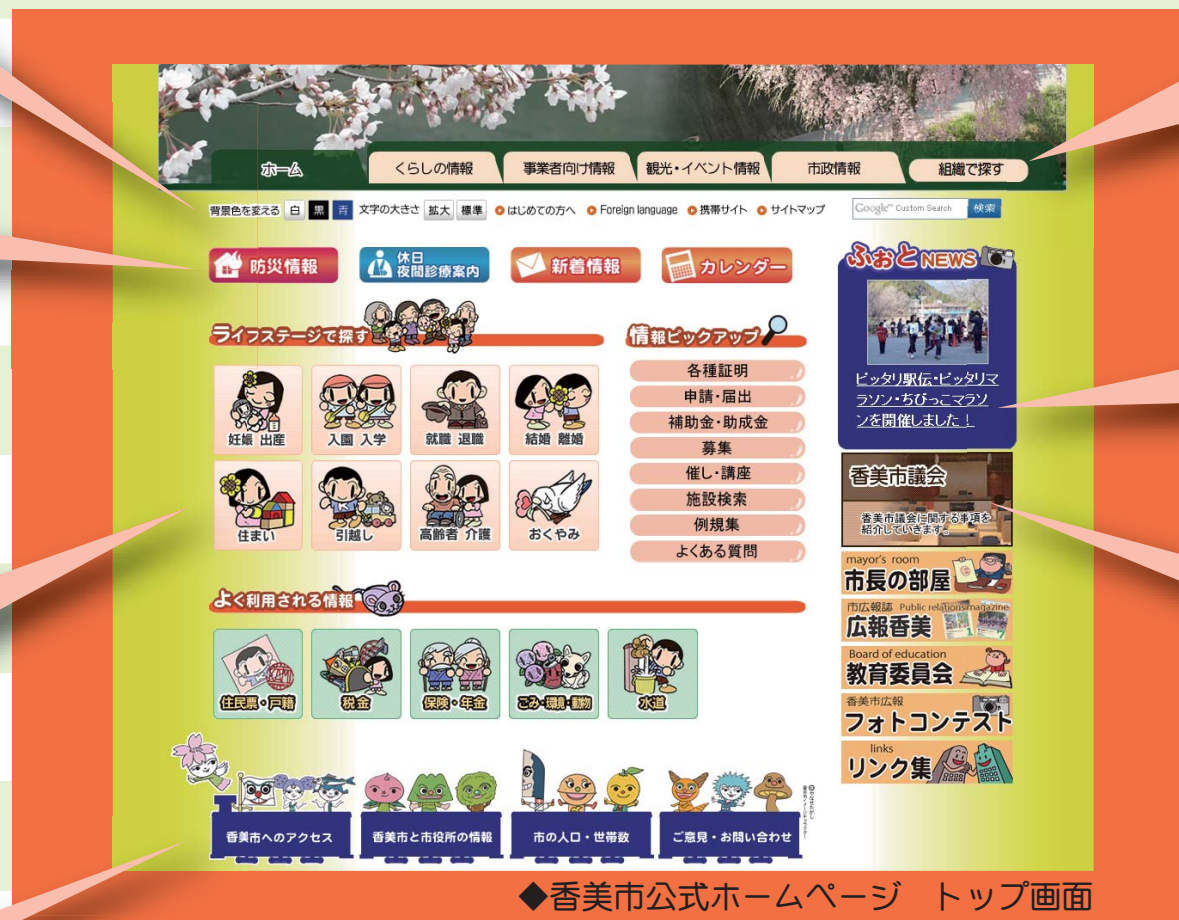 ホーム
くらしの情報
事業者向け情報
観光・イベント情報
市政情報
組織で探す
背景色を変える 白 黒 青 文字の大きさ 拡大 標準 はじめての方へ Foreign language 携帯サイト サイトマップ
Google™ Custom Search 検索
防災情報
休日
夜間診療案内
新着情報
カレンダー
ライフステージで探す
妊娠 出産
入園 入学
就職 退職
結婚 離婚
住まい
引越し
高齢者 介護
おくやみ
情報ピックアップ
各種証明
申請・届出
補助金・助成金
募集
催し・講座
施設検索
例規集
よくある質問
よく利用される情報
住民票・戸籍
税金
保険・年金
ごみ・環境・動物
水道
ふぉとNEWS
ピッタリ駅伝・ピッタリマ
ラソン・ちびっこマラソ
ンを開催しました！
香美市議会
香美市議会に関する事項を
紹介していきます。
mayor's room
市長の部屋
市広報誌 Public relations magazine
広報香美
Board of education
教育委員会
香美市広報
フォトコンテスト
links
リンク集
香美市へのアクセス
香美市と市役所の情報
市の人口・世帯数
ご意見・お問い合わせ
◆香美市公式ホームページ　トップ画面